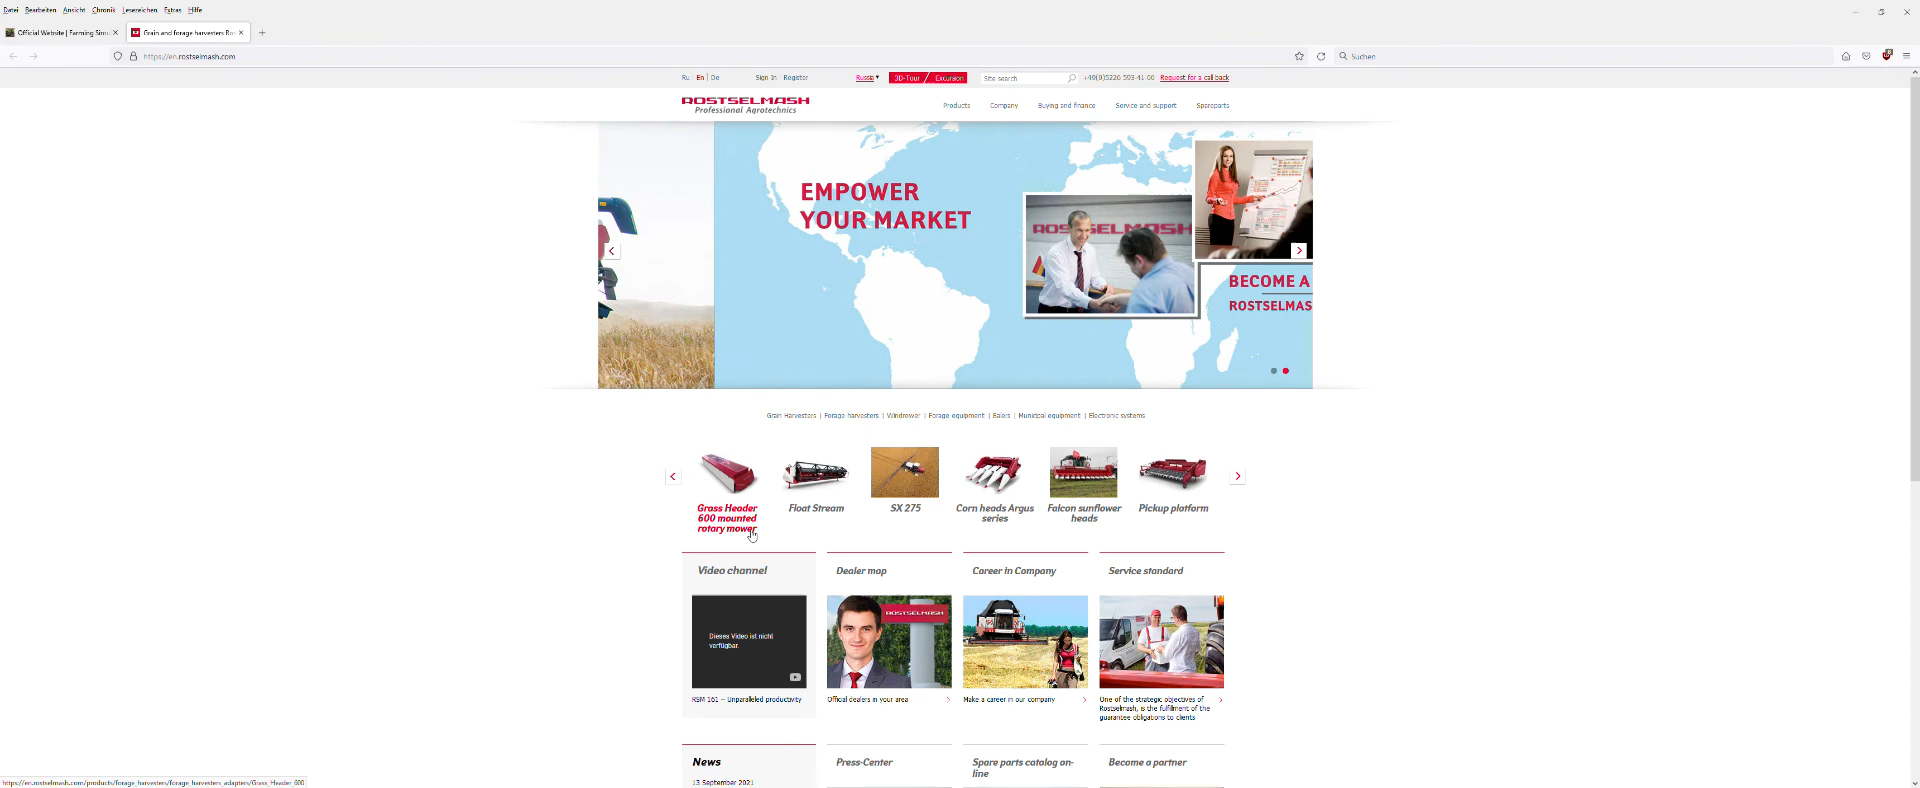 Datei Bearbeiten Ansicht Chronik Lesezeichen Extras Hilfe
Official Website | Farming Simu
Grain and forage harvesters Ros
https://en.rostselmash.com
Suchen
Ru En De
Sign In Register
Russia
3D-Tour Excursion
Site search
+49(0)5226 593-41-00 Request for a call back
ROSTSELMASH
Professional Agrotechnics
Products Company Buying and finance Service and support Spareparts
EMPOWER
YOUR MARKET
BECOME A
ROSTSELMAS
Grain Harvesters | Forage harvesters | Windrower | Forage equipment | Balers | Municipal equipment | Electronic systems
Grass Header
600 mounted
rotary mower
Float Stream
SX 275
Corn heads Argus
series
Falcon sunflower
heads
Pickup platform
Video channel
Dieses Video ist nicht
verfügbar.
RSM 161 – Unparalleled productivity
Dealer map
ROSTSELMASH
Official dealers in your area
Career in Company
Make a career in our company
Service standard
One of the strategic objectives of
Rostselmash, is the fulfilment of the
guarantee obligations to clients
News
13 September 2021
Press-Center
Spare parts catalog on-
line
Become a partner
https://en.rostselmash.com/products/forage_harvesters/forage_harvesters_adapters/Grass_Header_600